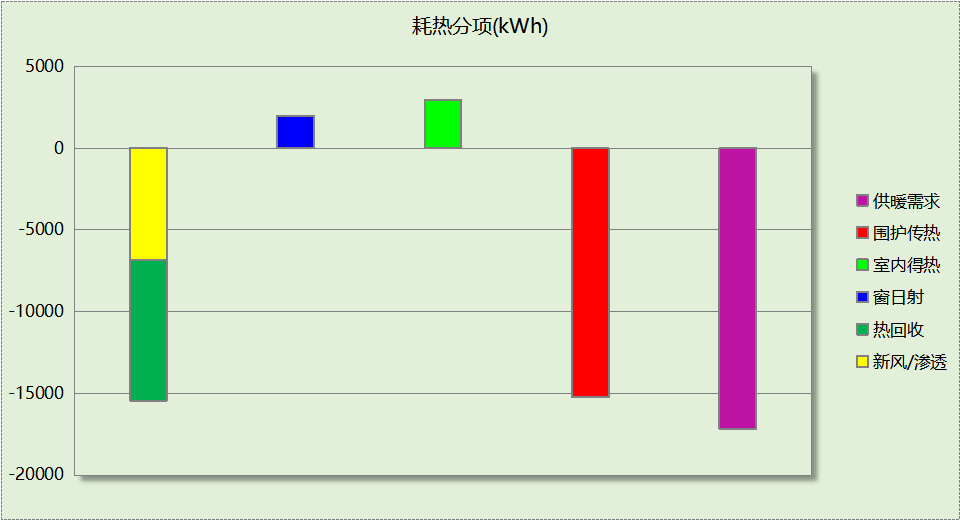 耗热分项(kWh)
5000
0
-5000
-10000
-15000
-20000
供暖需求
围护传热
室内得热
窗日射
热回收
新风/渗透